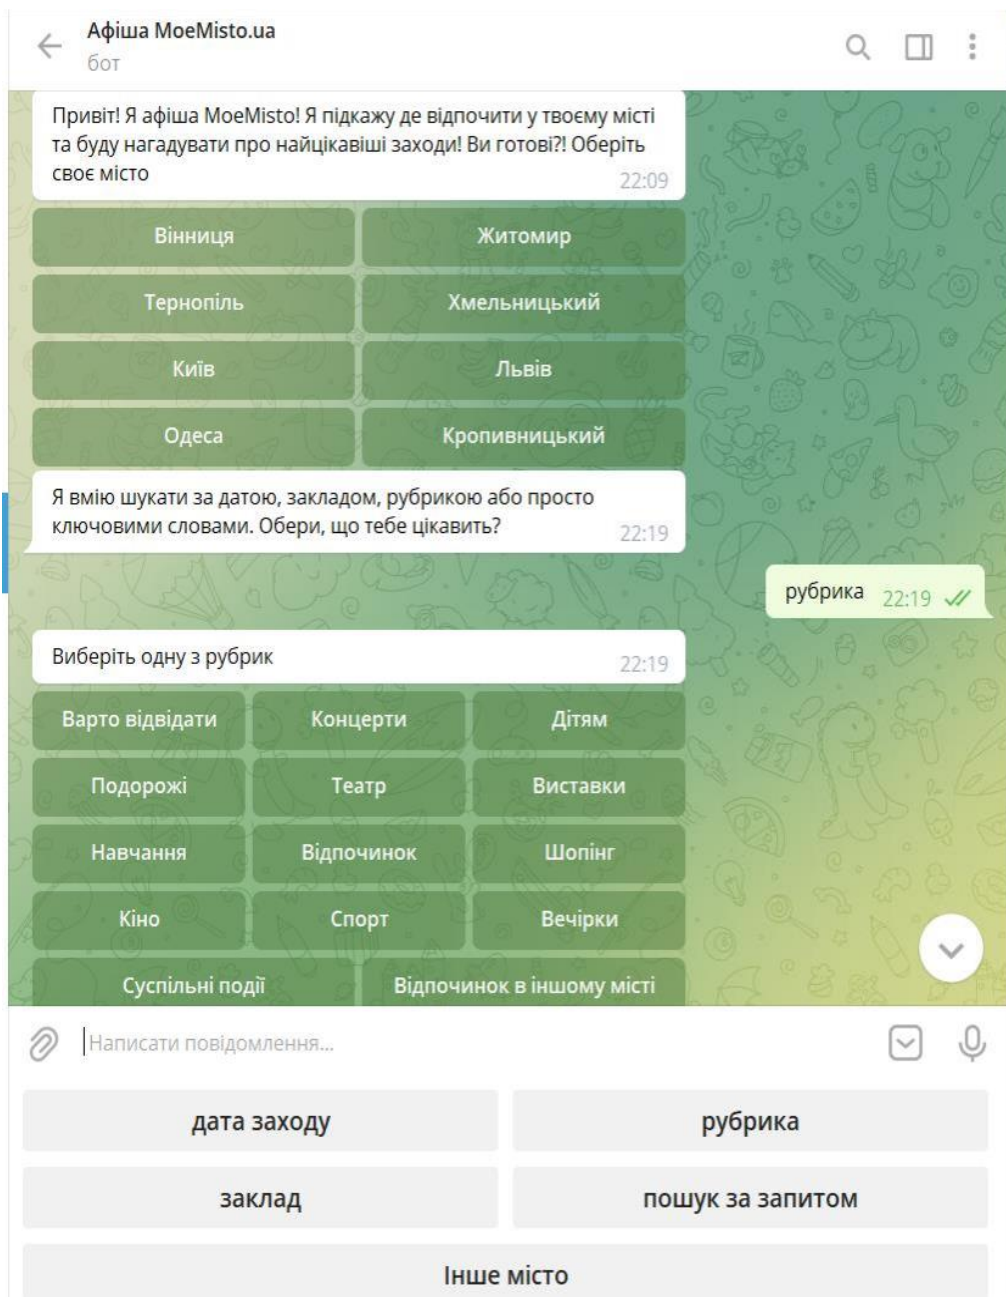 Афіша MoeMisto.ua
бот
Привіт! Я афіша MoeMisto! Я підкажу де відпочити у твоєму місті
та буду нагадувати про найцікавіші заходи! Ви готові?! Оберіть
своє місто
22:09
Вінниця
Житомир
Тернопіль
Хмельницький
Київ
Львів
Одеса
Кропивницький
Я вмію шукати за датою, закладом, рубрикою або просто
ключовими словами. Обери, що тебе цікавить?
22:19
рубрика 22:19
Виберіть одну з рубрик
22:19
Варто відвідати
Концерти
Дітям
Подорожі
Театр
Виставки
Навчання
Відпочинок
Шопінг
Кіно
Спорт
Вечірки
Суспільні події
Відпочинок в іншому місті
Написати повідомлення...
дата заходу
рубрика
заклад
пошук за запитом
Інше місто